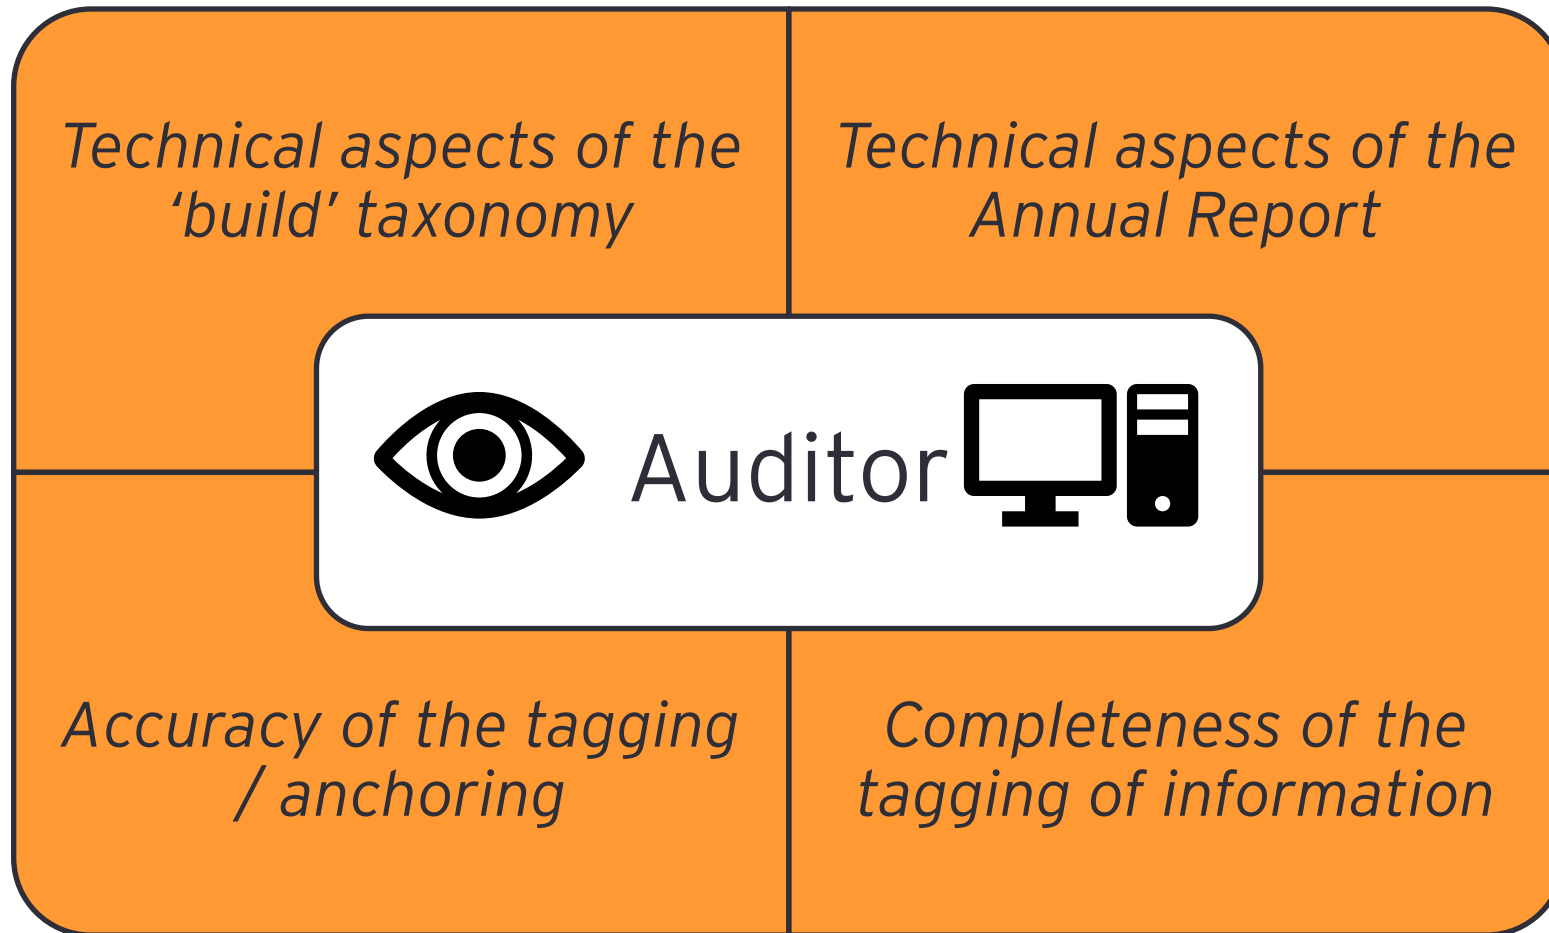 Technical aspects of the
‘build’ taxonomy
Technical aspects of the
Annual Report
Auditor
Accuracy of the tagging
/ anchoring
Completeness of the
tagging of information